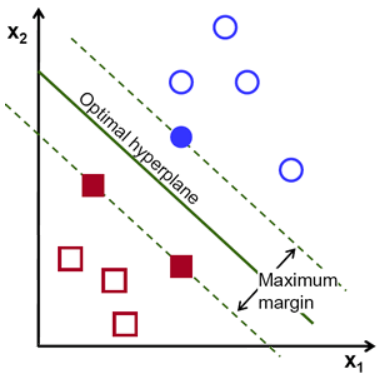 x₂
Optimal hyperplane
Maximum
margin
x₁